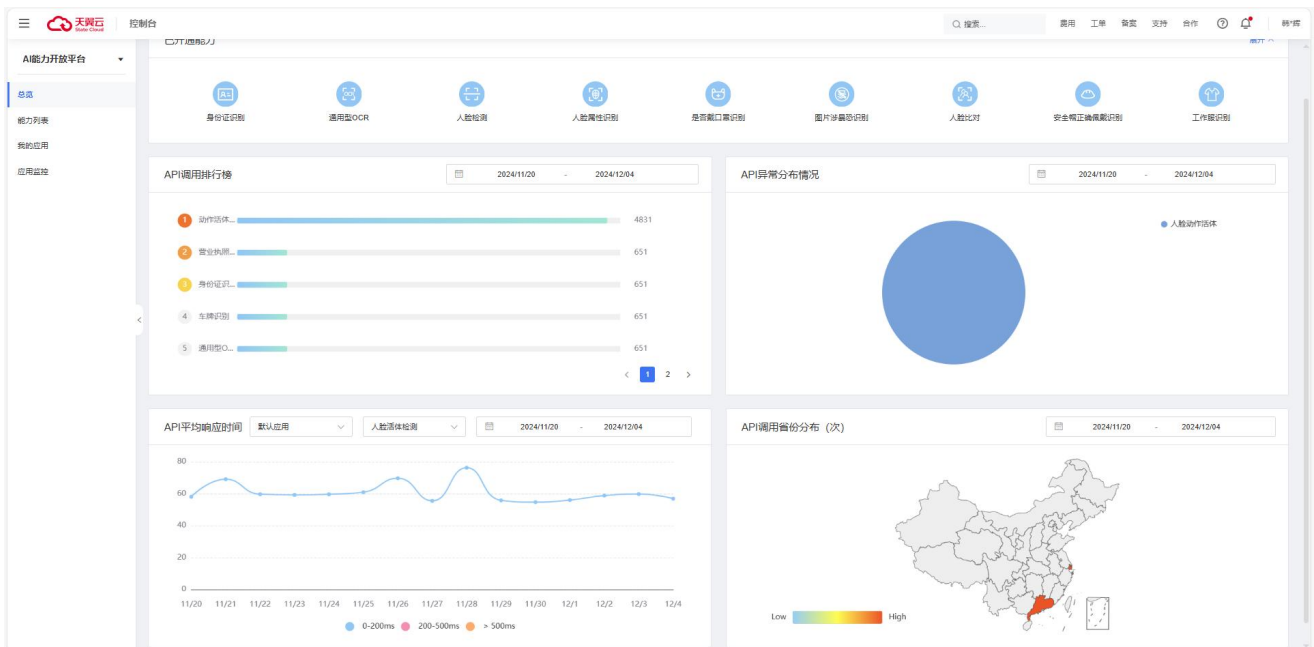 天翼云
State Cloud
控制台
搜索...
费用 工单 备案 支持 合作
韩*辉
AI能力开放平台
总览
能力列表
我的应用
应用监控
已开通能力
展开
身份证识别 通用型OCR 人脸检测 人脸属性识别 是否戴口罩识别 图片涉暴恐识别 人脸比对 安全帽正确佩戴识别 工作服识别
API调用排行榜
2024/11/20 - 2024/12/04
1 动作活体... 4831
2 营业执照... 651
3 身份证识... 651
4 车牌识别 651
5 通用型O... 651
< 1 2 >
API异常分布情况
2024/11/20 - 2024/12/04
人脸动作活体
API平均响应时间 默认应用 人脸活体检测 2024/11/20 - 2024/12/04
80
60
40
20
0
11/20 11/21 11/22 11/23 11/24 11/25 11/26 11/27 11/28 11/29 11/30 12/1 12/2 12/3 12/4
0-200ms 200-500ms > 500ms
API调用省份分布（次）
2024/11/20 - 2024/12/04
Low High